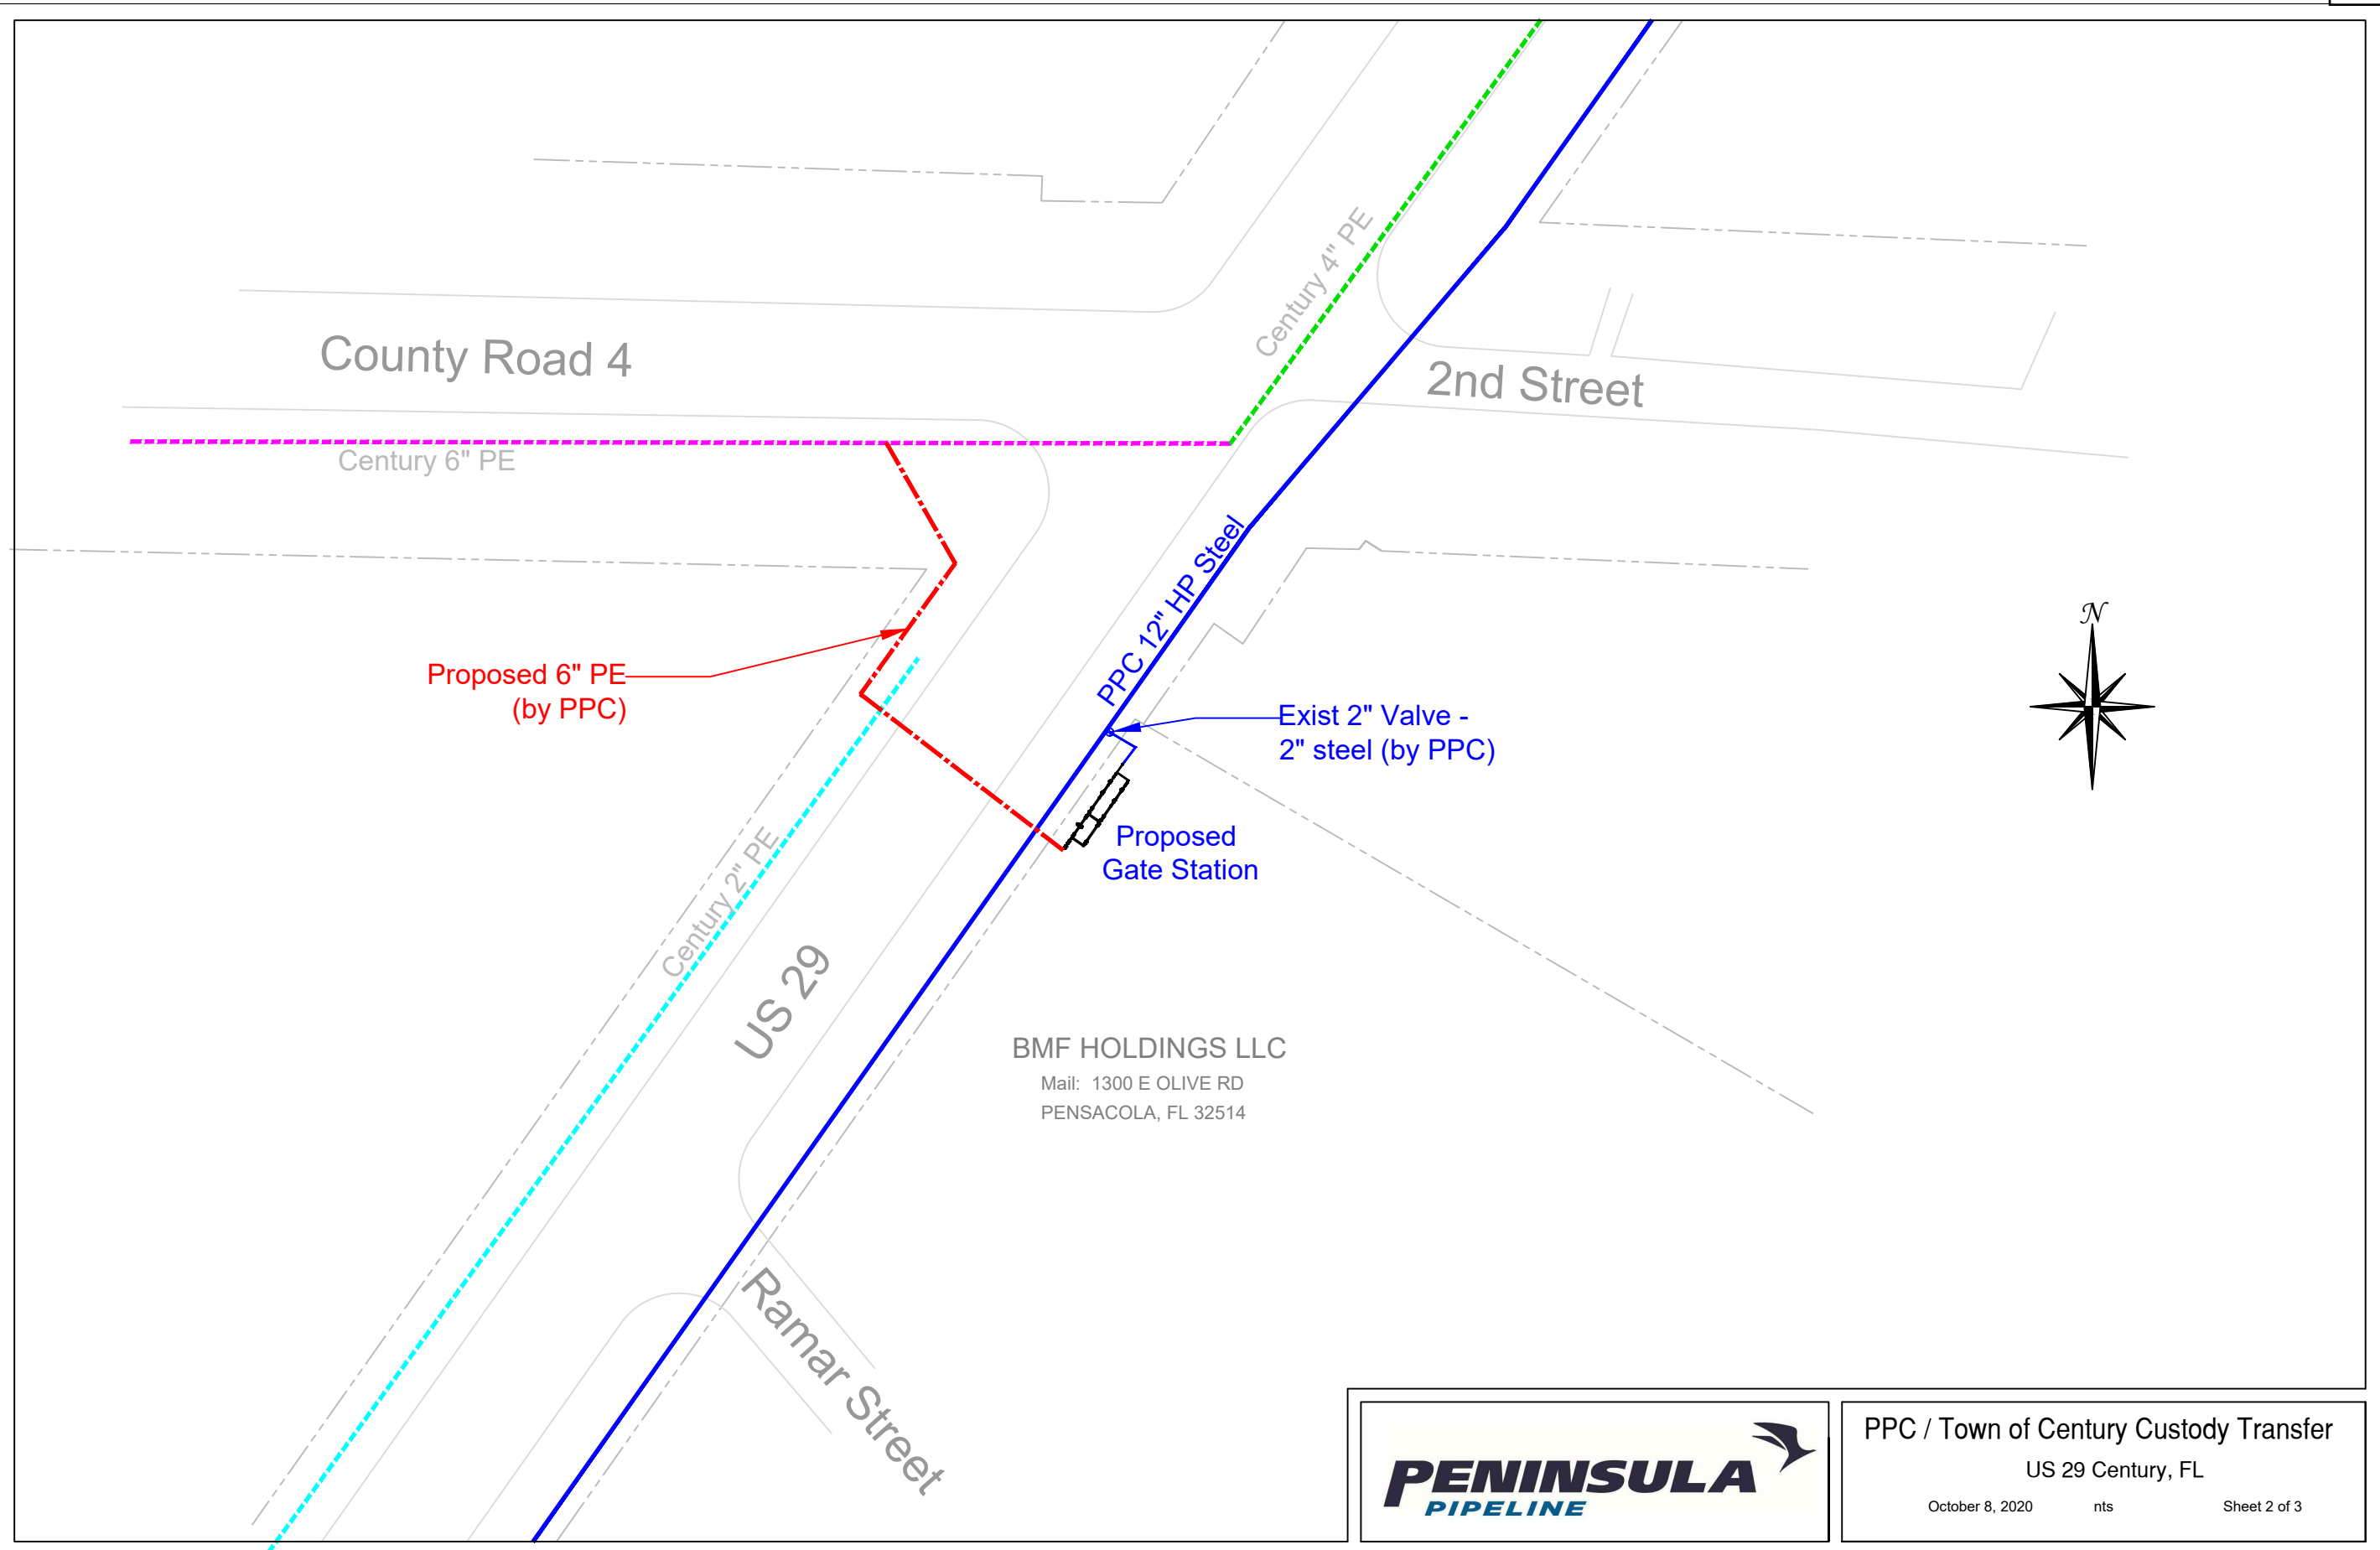 Century 4" PE
County Road 4
2nd Street
Century 6" PE
PPC 12" HP Steel
N
Proposed 6" PE
(by PPC)
Exist 2" Valve -
2" steel (by PPC)
Proposed
Gate Station
Century 2" PE
US 29
BMF HOLDINGS LLC
Mail: 1300 E OLIVE RD
PENSACOLA, FL 32514
Ramar Street
PENINSULA
PIPELINE
PPC / Town of Century Custody Transfer
US 29 Century, FL
October 8, 2020 nts Sheet 2 of 3